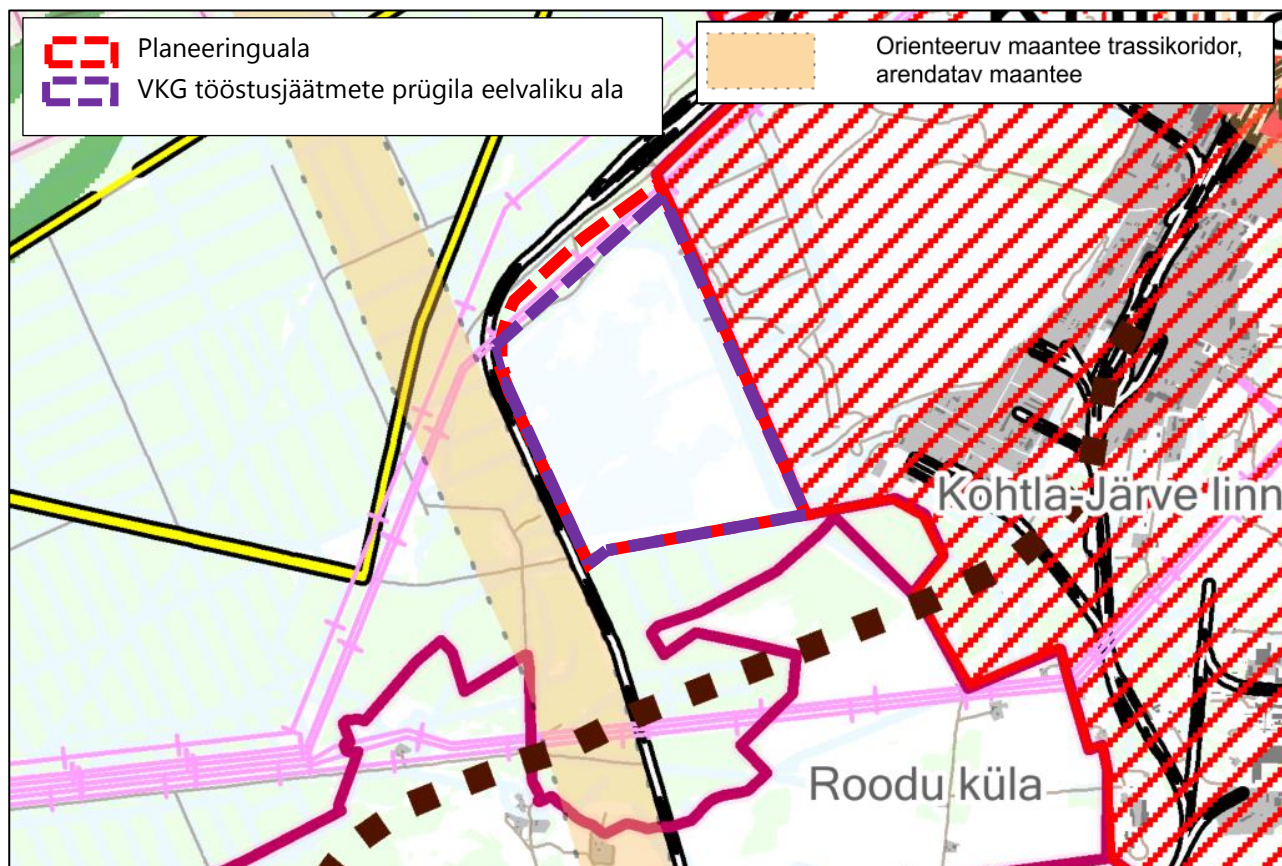 Planeeringuala
VKG tööstusjäätmete prügila eelvaliku ala
Orienteeruv maantee trassikoridor,
arendatav maantee
Kohtla-Järve linn
Roodu küla